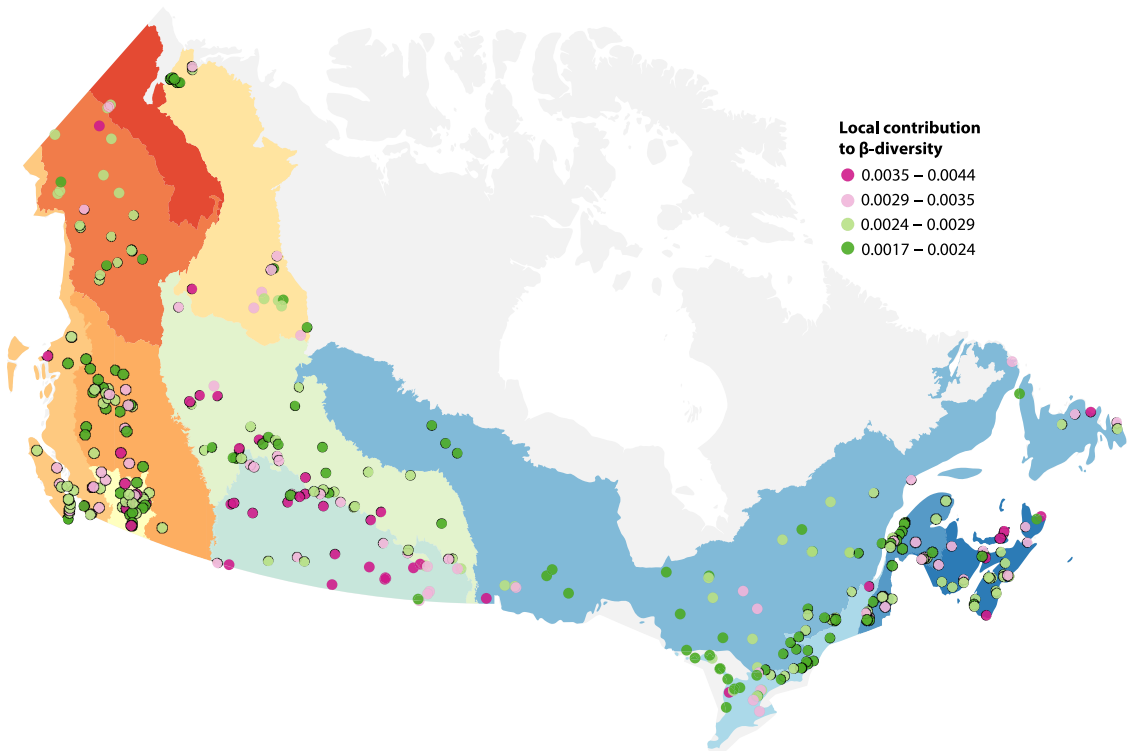 Local contribution
to β-diversity
0.0035 – 0.0044
0.0029 – 0.0035
0.0024 – 0.0029
0.0017 – 0.0024